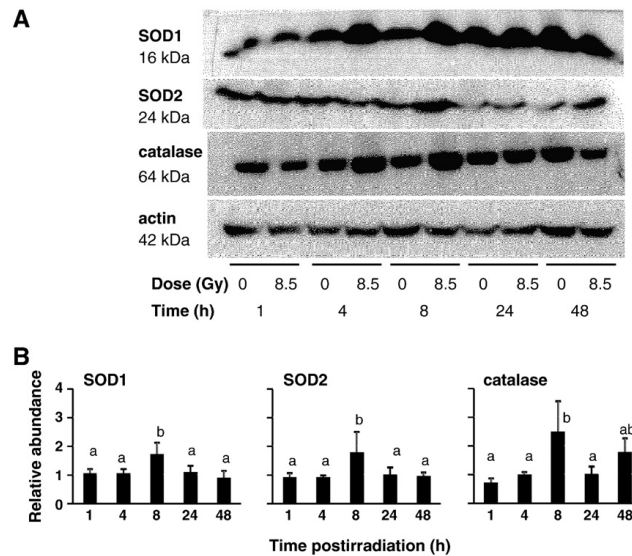 A
SOD1
16 kDa
SOD2
24 kDa
catalase
64 kDa
actin
42 kDa
Dose (Gy) 0 8.5 0 8.5 0 8.5 0 8.5 0 8.5
Time (h) 1 4 8 24 48
B
SOD1 SOD2 catalase
Relative abundance
4
3
2
1
0
a a b a a
a a b a a
a a b a ab
1 4 8 24 48 1 4 8 24 48 1 4 8 24 48
Time postirradiation (h)